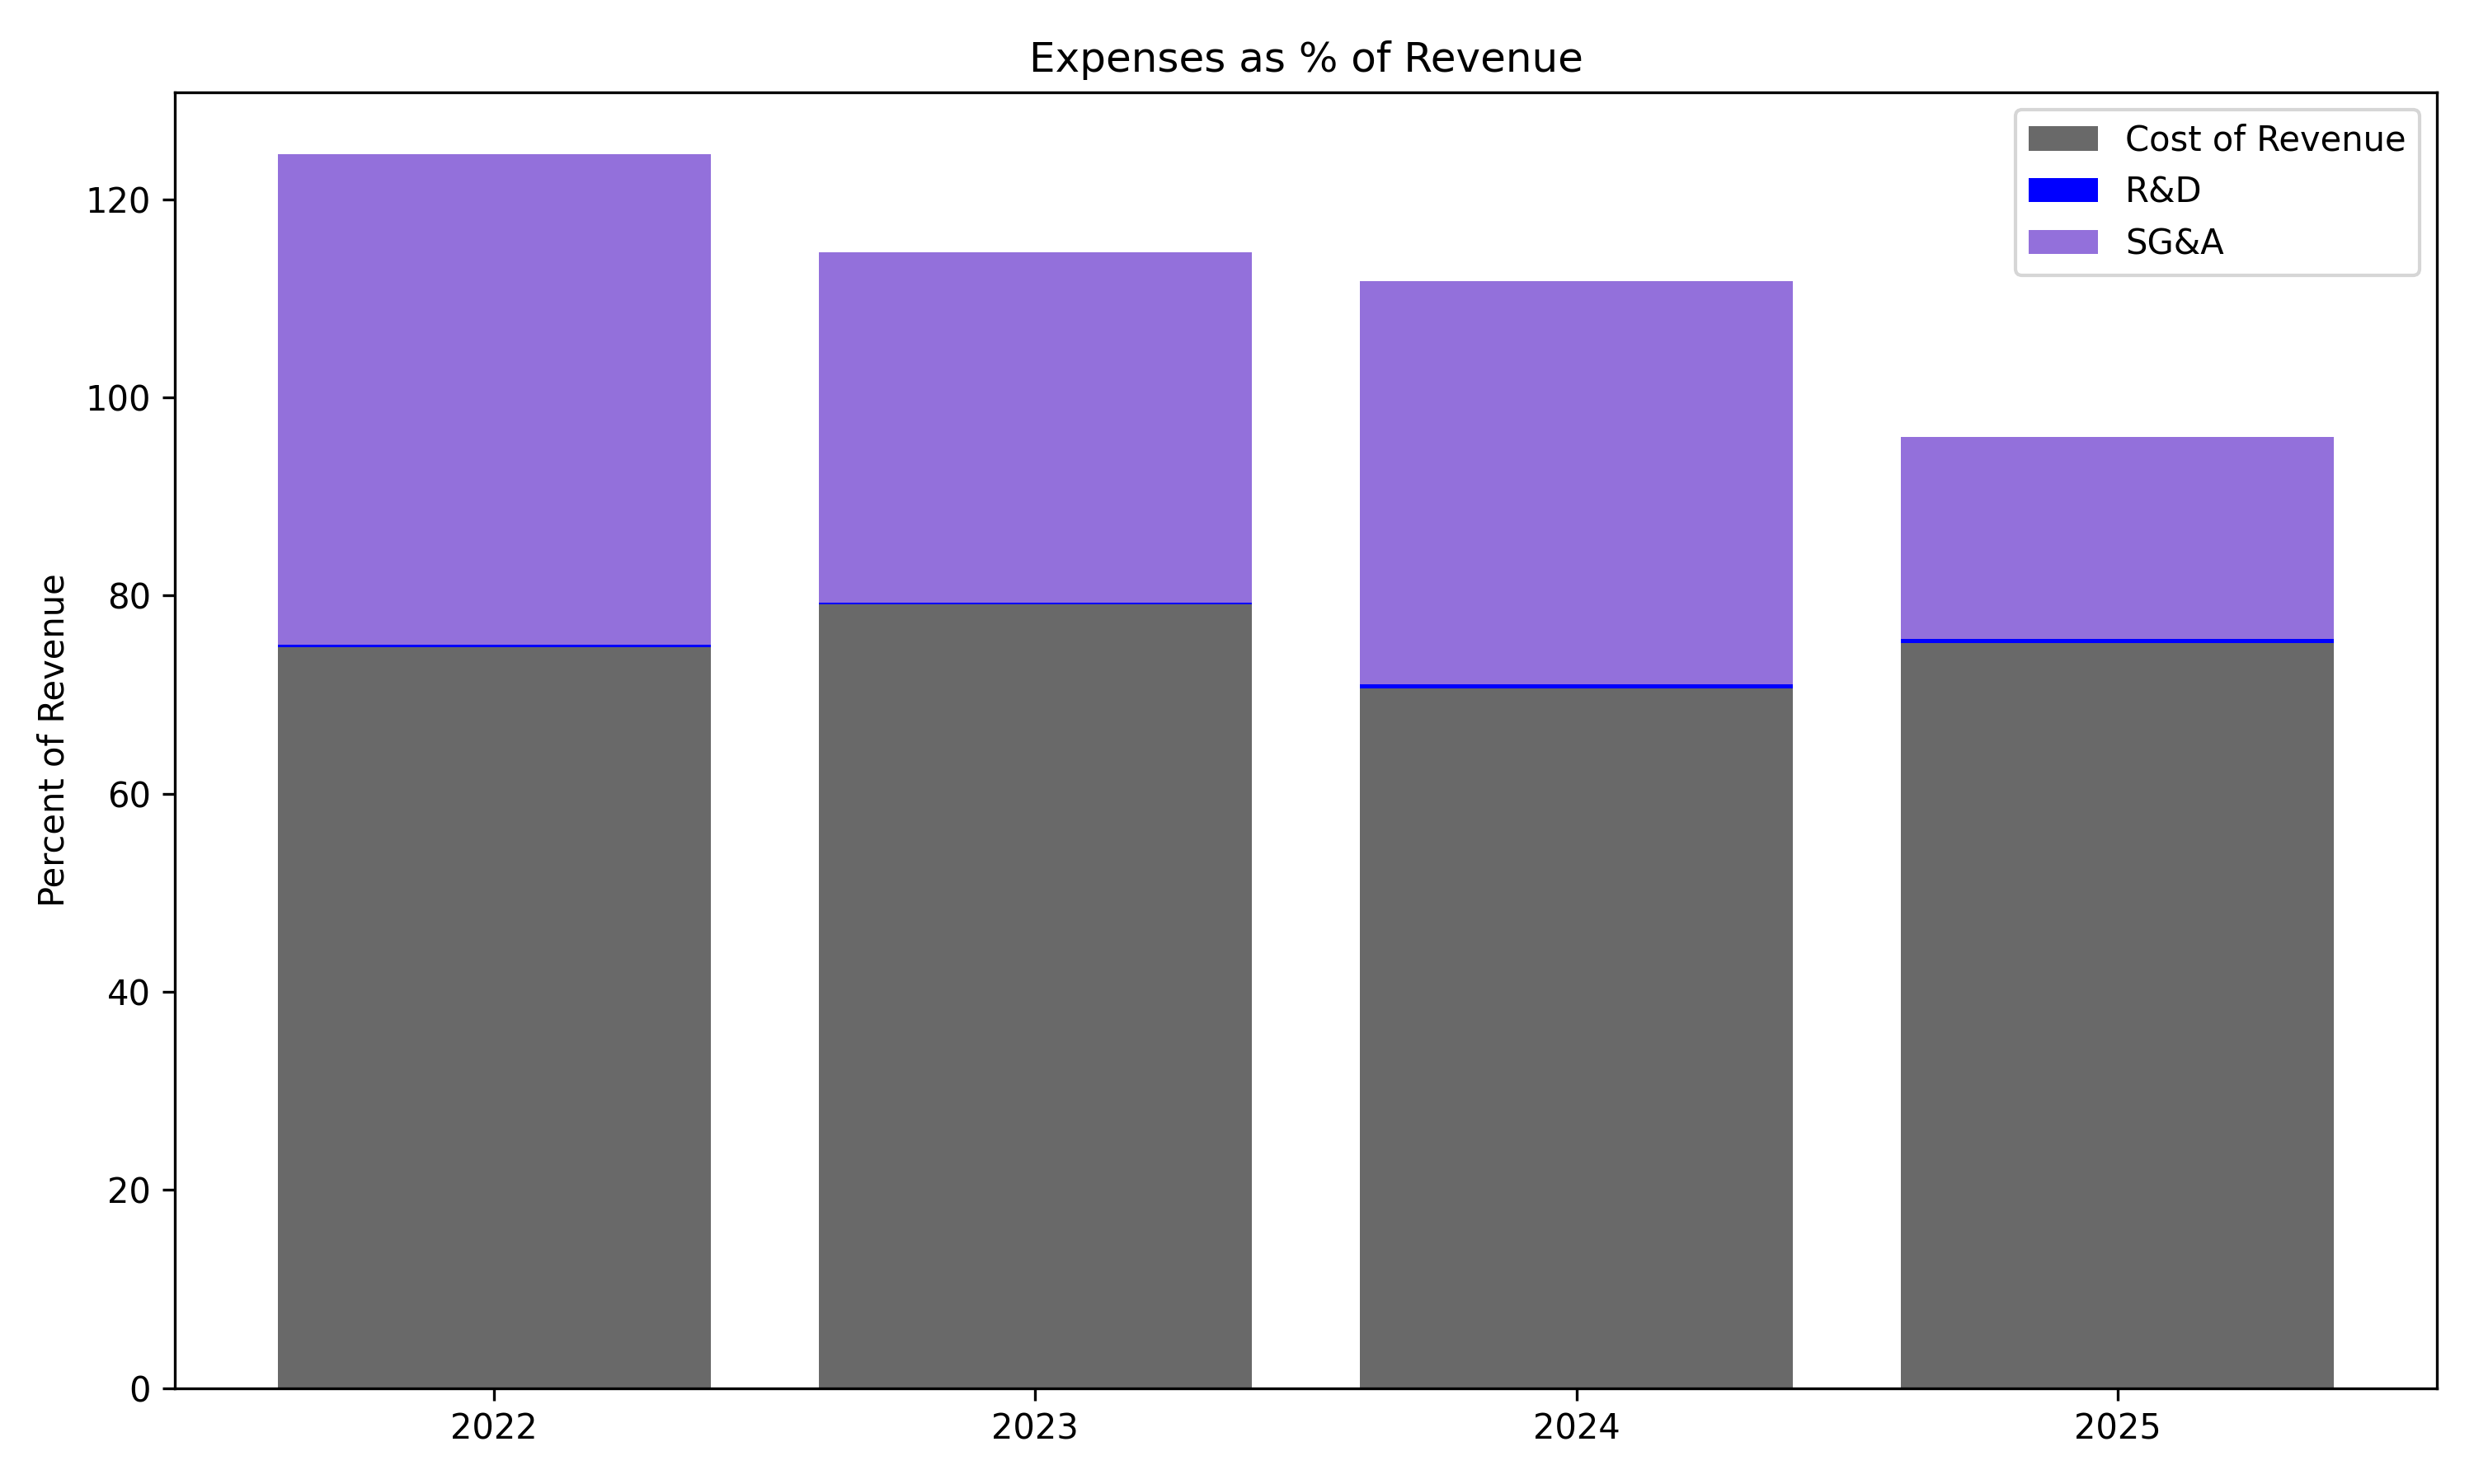 Expenses as % of Revenue
Cost of Revenue
R&D
SG&A
Percent of Revenue
120
100
80
60
40
20
0
2022
2023
2024
2025